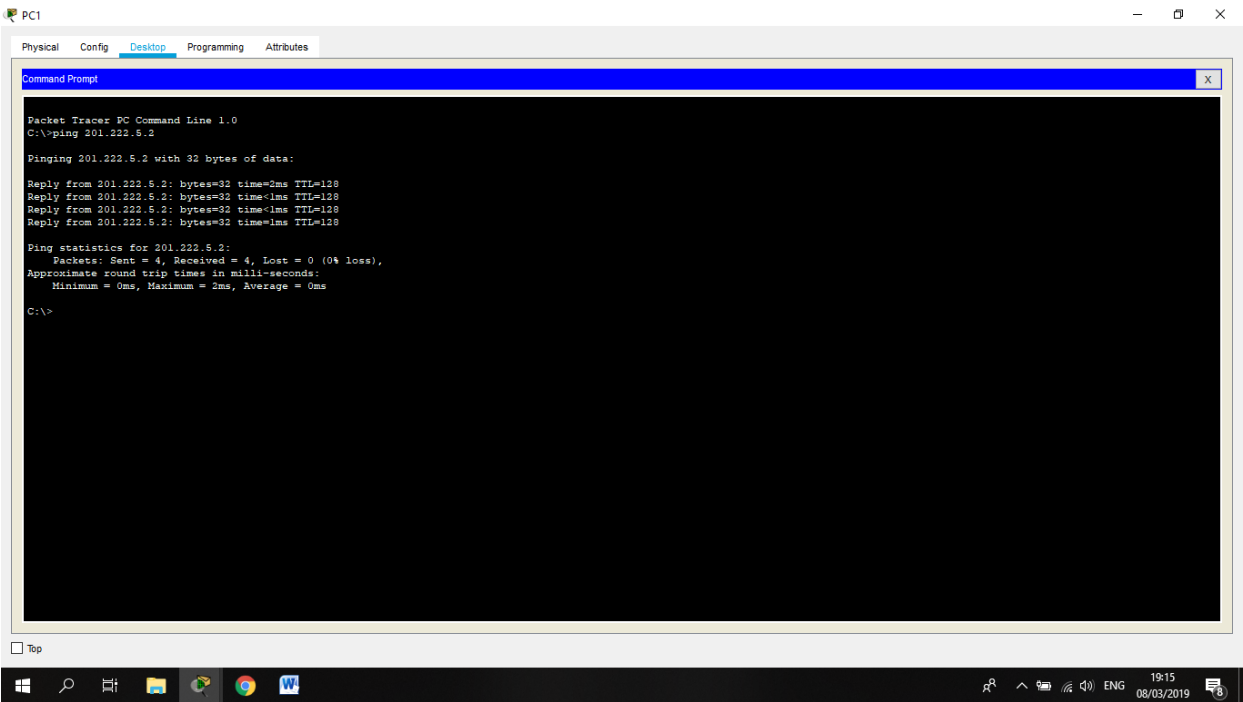 PC1
Physical Config Desktop Programming Attributes
Command Prompt
X
Packet Tracer PC Command Line 1.0
C:\>ping 201.222.5.2
Pinging 201.222.5.2 with 32 bytes of data:
Reply from 201.222.5.2: bytes=32 time=2ms TTL=128
Reply from 201.222.5.2: bytes=32 time<1ms TTL=128
Reply from 201.222.5.2: bytes=32 time<1ms TTL=128
Reply from 201.222.5.2: bytes=32 time=1ms TTL=128
Ping statistics for 201.222.5.2:
Packets: Sent = 4, Received = 4, Lost = 0 (0% loss),
Approximate round trip times in milli-seconds:
Minimum = 0ms, Maximum = 2ms, Average = 0ms
C:\>
Top
W
ENG
19:15
08/03/2019
8